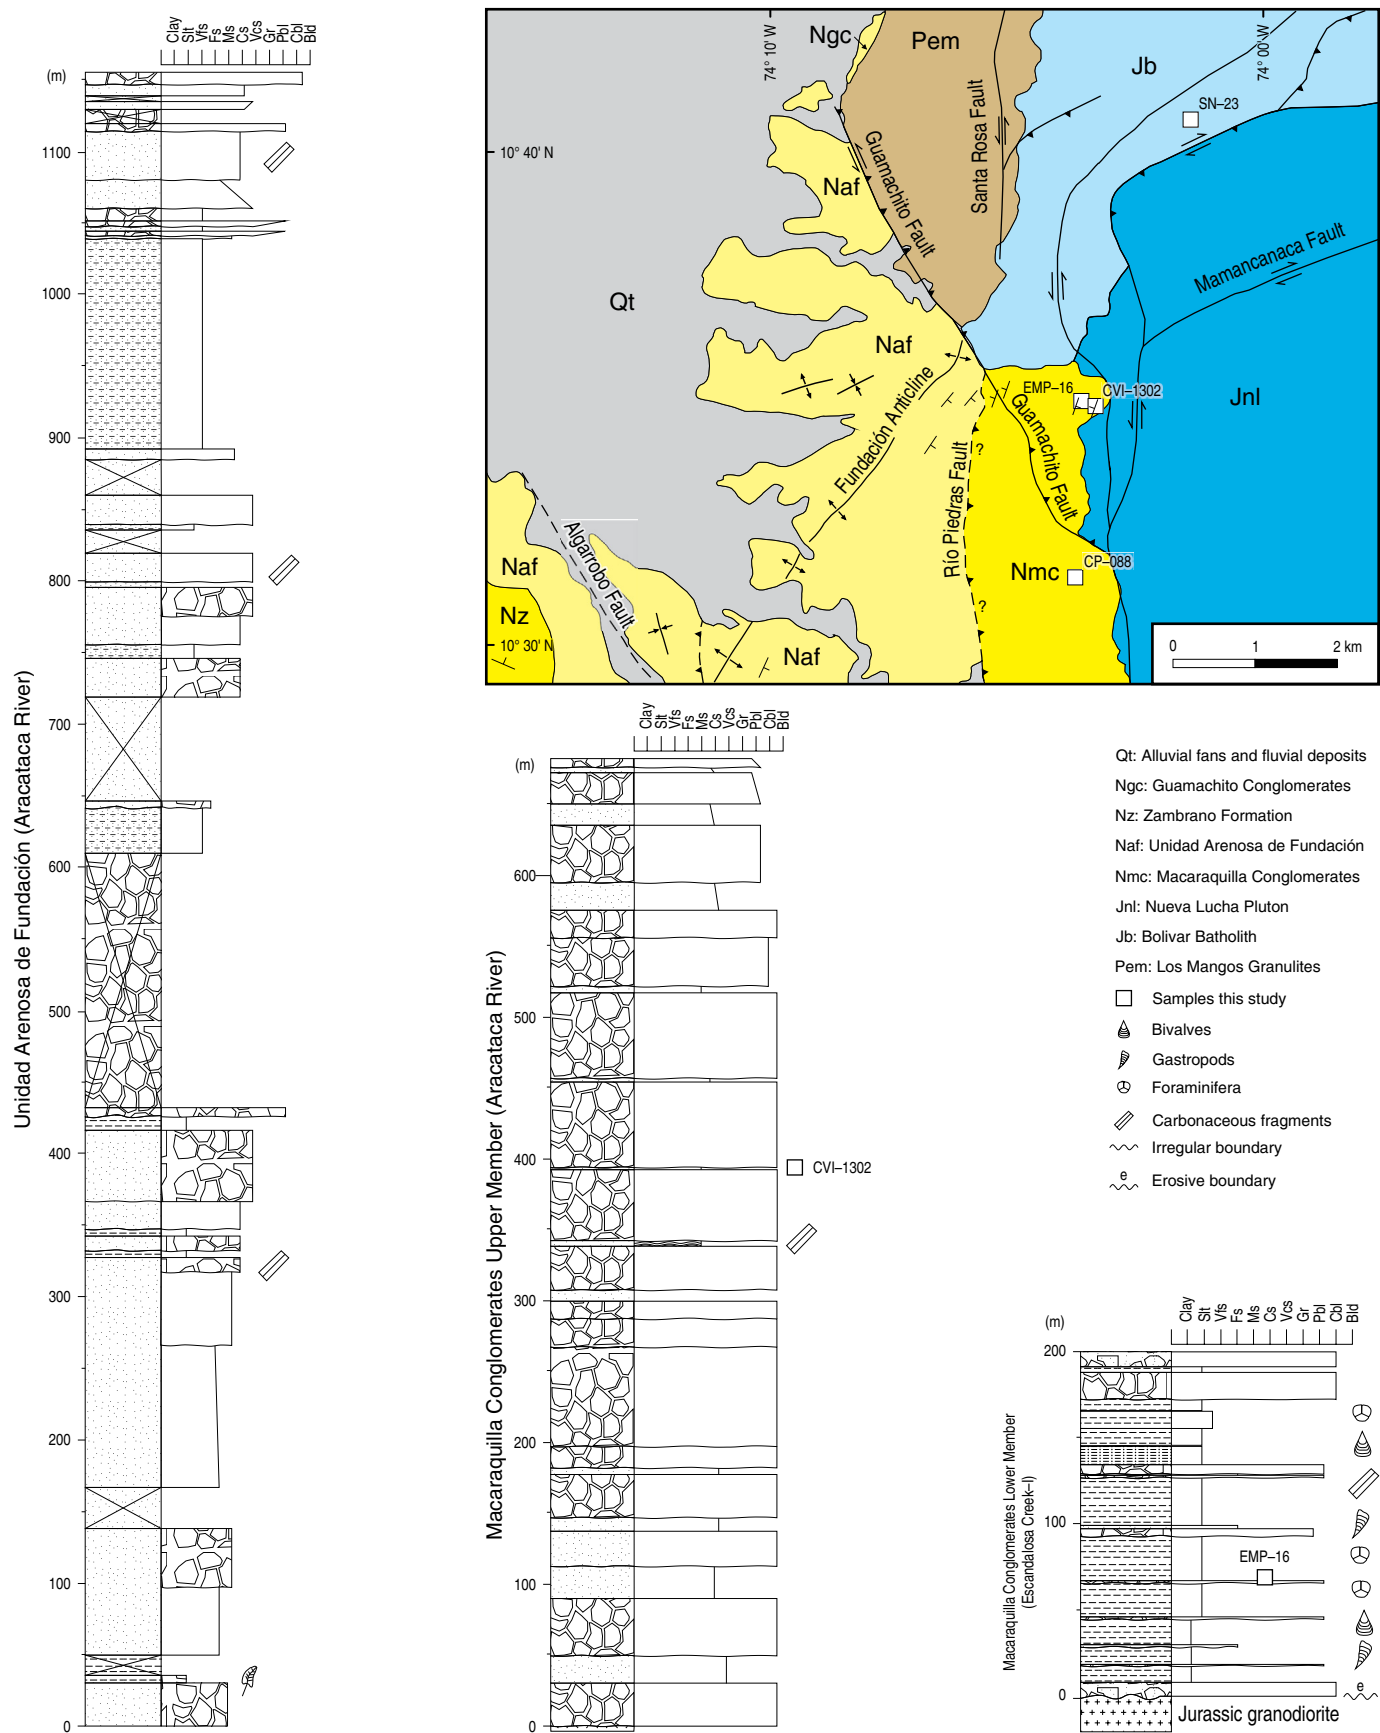 Clay
Slt
Vfs
Fs
Ms
Cs
Vcs
Gr
Pbl
Cbl
Bld
(m)
1100
1000
900
800
700
600
500
400
300
200
100
0
Unidad Arenosa de Fundación (Aracataca River)
74° 10' W
74° 00' W
10° 40' N
10° 30' N
Ngc
Pem
Jb
SN–23
Santa Rosa Fault
Guamachito Fault
Naf
Mamancanaca Fault
Qt
Naf
Fundación Anticline
EMP–16
CVI–1302
Jnl
Guamachito Fault
?
Río Piedras Fault
Algarrobo Fault
Naf
Nz
Nmc
CP–088
?
Naf
0
1
2 km
Clay
Slt
Vfs
Fs
Ms
Cs
Vcs
Gr
Pbl
Cbl
Bld
(m)
600
500
400
300
200
100
0
Macaraquilla Conglomerates Upper Member (Aracataca River)
CVI–1302
Qt: Alluvial fans and fluvial deposits
Ngc: Guamachito Conglomerates
Nz: Zambrano Formation
Naf: Unidad Arenosa de Fundación
Nmc: Macaraquilla Conglomerates
Jnl: Nueva Lucha Pluton
Jb: Bolivar Batholith
Pem: Los Mangos Granulites
Samples this study
Bivalves
Gastropods
Foraminifera
Carbonaceous fragments
Irregular boundary
e
Erosive boundary
Clay
Slt
Vfs
Fs
Ms
Cs
Vcs
Gr
Pbl
Cbl
Bld
(m)
200
100
0
Macaraquilla Conglomerates Lower Member
(Escandalosa Creek–I)
EMP–16
e
Jurassic granodiorite